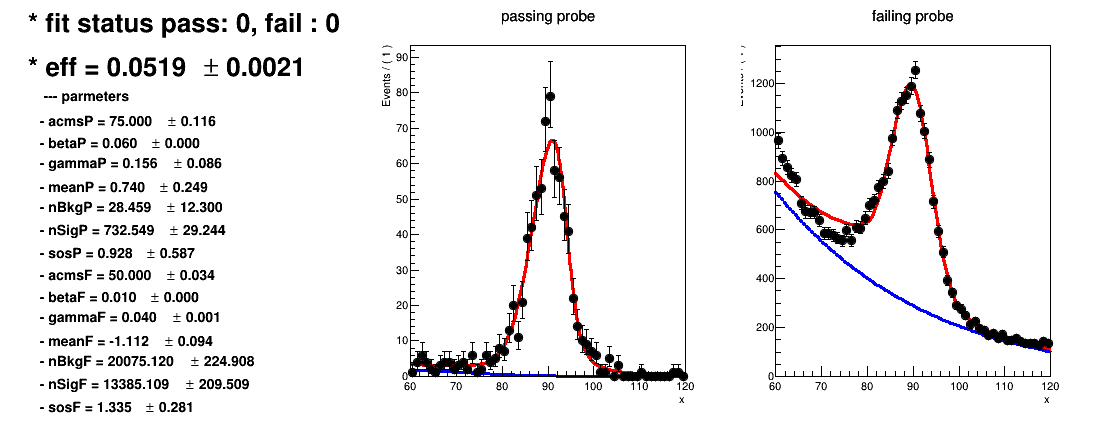 * fit status pass: 0, fail : 0
* eff = 0.0519 ± 0.0021
--- parmeters
- acmsP = 75.000 ± 0.116
- betaP = 0.060 ± 0.000
- gammaP = 0.156 ± 0.086
- meanP = 0.740 ± 0.249
- nBkgP = 28.459 ± 12.300
- nSigP = 732.549 ± 29.244
- sosP = 0.928 ± 0.587
- acmsF = 50.000 ± 0.034
- betaF = 0.010 ± 0.000
- gammaF = 0.040 ± 0.001
- meanF = -1.112 ± 0.094
- nBkgF = 20075.120 ± 224.908
- nSigF = 13385.109 ± 209.509
- sosF = 1.335 ± 0.281
passing probe
Events / ( 1 )
90
80
70
60
50
40
30
20
10
0
60 70 80 90 100 110 120
x
failing probe
1200
1000
800
600
400
200
0
60 70 80 90 100 110 120
x